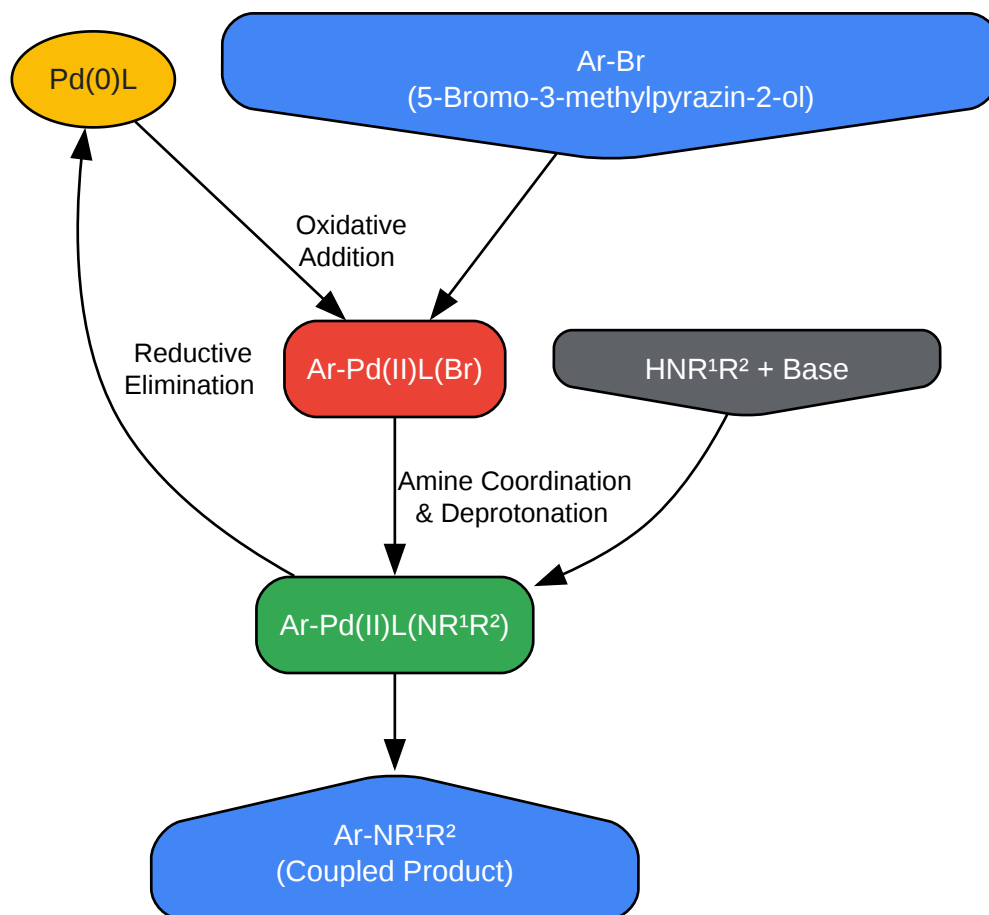 Pd(0)L
Ar-Br
(5-Bromo-3-methylpyrazin-2-ol)
Oxidative
Addition
Reductive
Elimination
Ar-Pd(II)L(Br)
HNR¹R² + Base
Amine Coordination
& Deprotonation
Ar-Pd(II)L(NR¹R²)
Ar-NR¹R²
(Coupled Product)